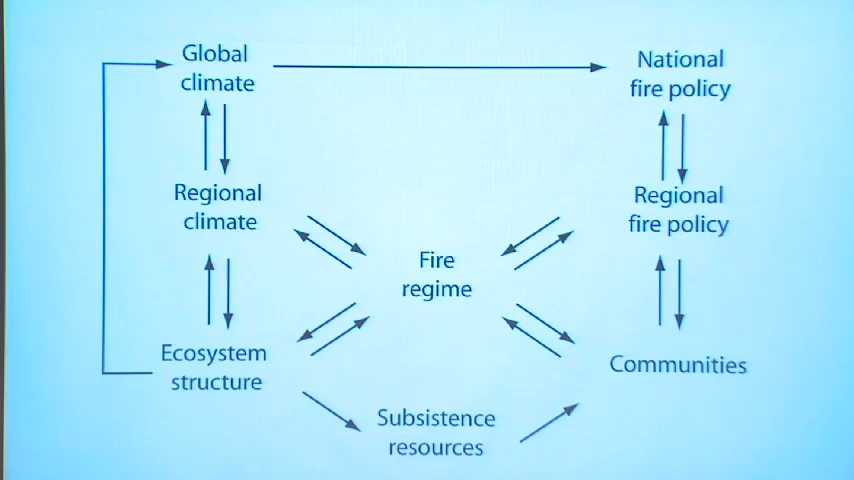 Global
climate
National
fire policy
Regional
climate
Regional
fire policy
Fire
regime
Ecosystem
structure
Communities
Subsistence
resources